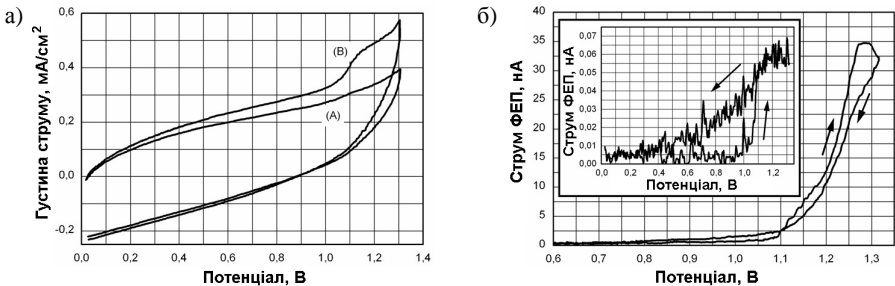 а)
Густина струму, мА/см²
0,6
0,4
0,2
0,0
-0,2
(B)
(A)
0,0 0,2 0,4 0,6 0,8 1,0 1,2 1,4
Потенціал, В
б)
Струм ФЕП, нА
40
35
30
25
20
15
10
5
0
Струм ФЕП, нА
0,07
0,06
0,05
0,04
0,03
0,02
0,01
0,00
0,0 0,2 0,4 0,6 0,8 1,0 1,2
Потенціал, В
0,6 0,7 0,8 0,9 1,0 1,1 1,2 1,3
Потенціал, В